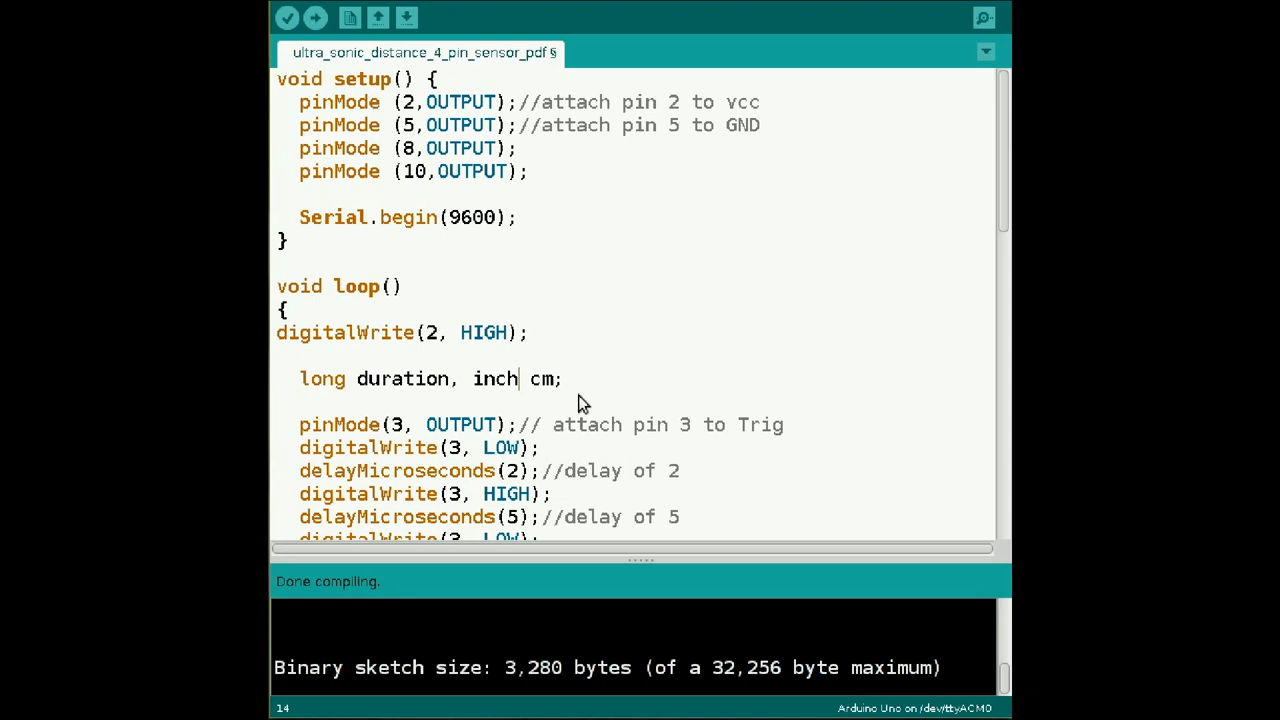 ultra_sonic_distance_4_pin_sensor_pdf §
void setup() {
pinMode (2,OUTPUT);//attach pin 2 to vcc
pinMode (5,OUTPUT);//attach pin 5 to GND
pinMode (8,OUTPUT);
pinMode (10,OUTPUT);
Serial.begin(9600);
}
void loop()
{
digitalWrite(2, HIGH);
long duration, inch cm;
pinMode(3, OUTPUT);// attach pin 3 to Trig
digitalWrite(3, LOW);
delayMicroseconds(2);//delay of 2
digitalWrite(3, HIGH);
delayMicroseconds(5);//delay of 5
digitalWrite(3, LOW);
Done compiling.
Binary sketch size: 3,280 bytes (of a 32,256 byte maximum)
14
Arduino Uno on /dev/ttyACM0